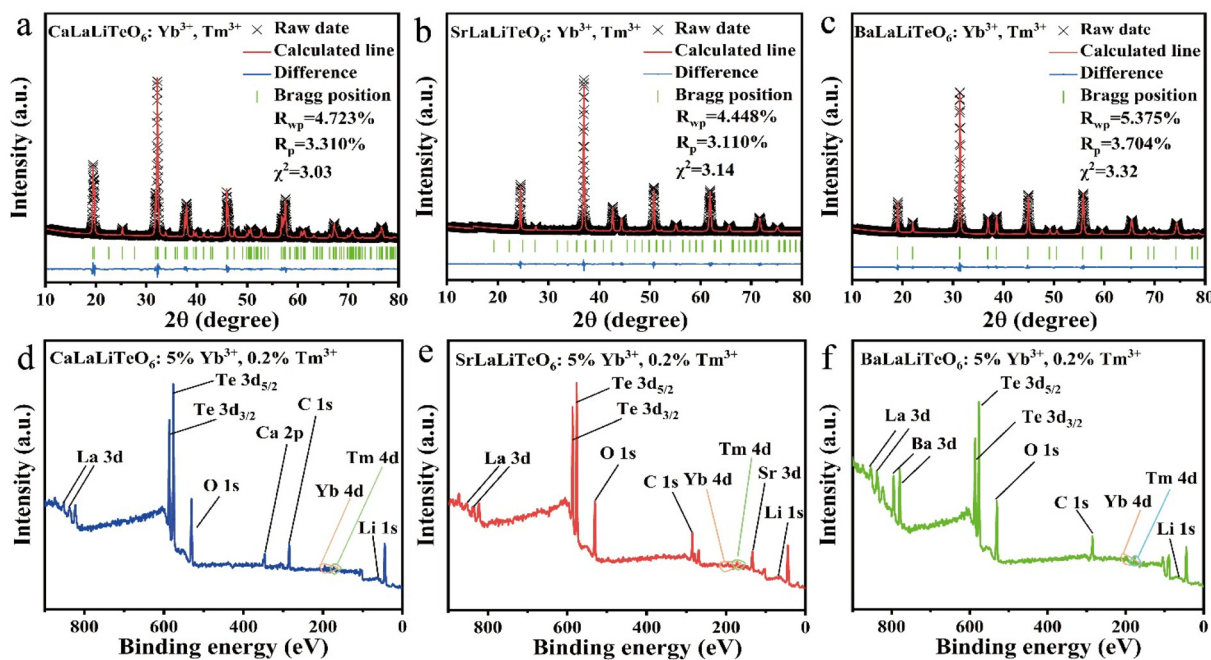 a
CaLaLiTeO₆: Yb³⁺, Tm³⁺
Raw date
Calculated line
Difference
Bragg position
R_wp=4.723%
R_p=3.310%
χ²=3.03
Intensity (a.u.)
10 20 30 40 50 60 70 80
2θ (degree)
b
SrLaLiTeO₆: Yb³⁺, Tm³⁺
Raw date
Calculated line
Difference
Bragg position
R_wp=4.448%
R_p=3.110%
χ²=3.14
Intensity (a.u.)
10 20 30 40 50 60 70 80
2θ (degree)
c
BaLaLiTeO₆: Yb³⁺, Tm³⁺
Raw date
Calculated line
Difference
Bragg position
R_wp=5.375%
R_p=3.704%
χ²=3.32
Intensity (a.u.)
10 20 30 40 50 60 70 80
2θ (degree)
d
CaLaLiTeO₆: 5% Yb³⁺, 0.2% Tm³⁺
Te 3d₅/₂
Te 3d₃/₂
C 1s
Ca 2p
La 3d
Tm 4d
O 1s
Yb 4d
Li 1s
Intensity (a.u.)
800 600 400 200 0
Binding energy (eV)
e
SrLaLiTeO₆: 5% Yb³⁺, 0.2% Tm³⁺
Te 3d₅/₂
Te 3d₃/₂
Tm 4d
La 3d
O 1s
C 1s
Yb 4d
Sr 3d
Li 1s
Intensity (a.u.)
800 600 400 200 0
Binding energy (eV)
f
BaLaLiTeO₆: 5% Yb³⁺, 0.2% Tm³⁺
Te 3d₅/₂
La 3d
Te 3d₃/₂
Ba 3d
O 1s
Tm 4d
Yb 4d
C 1s
Li 1s
Intensity (a.u.)
800 600 400 200 0
Binding energy (eV)